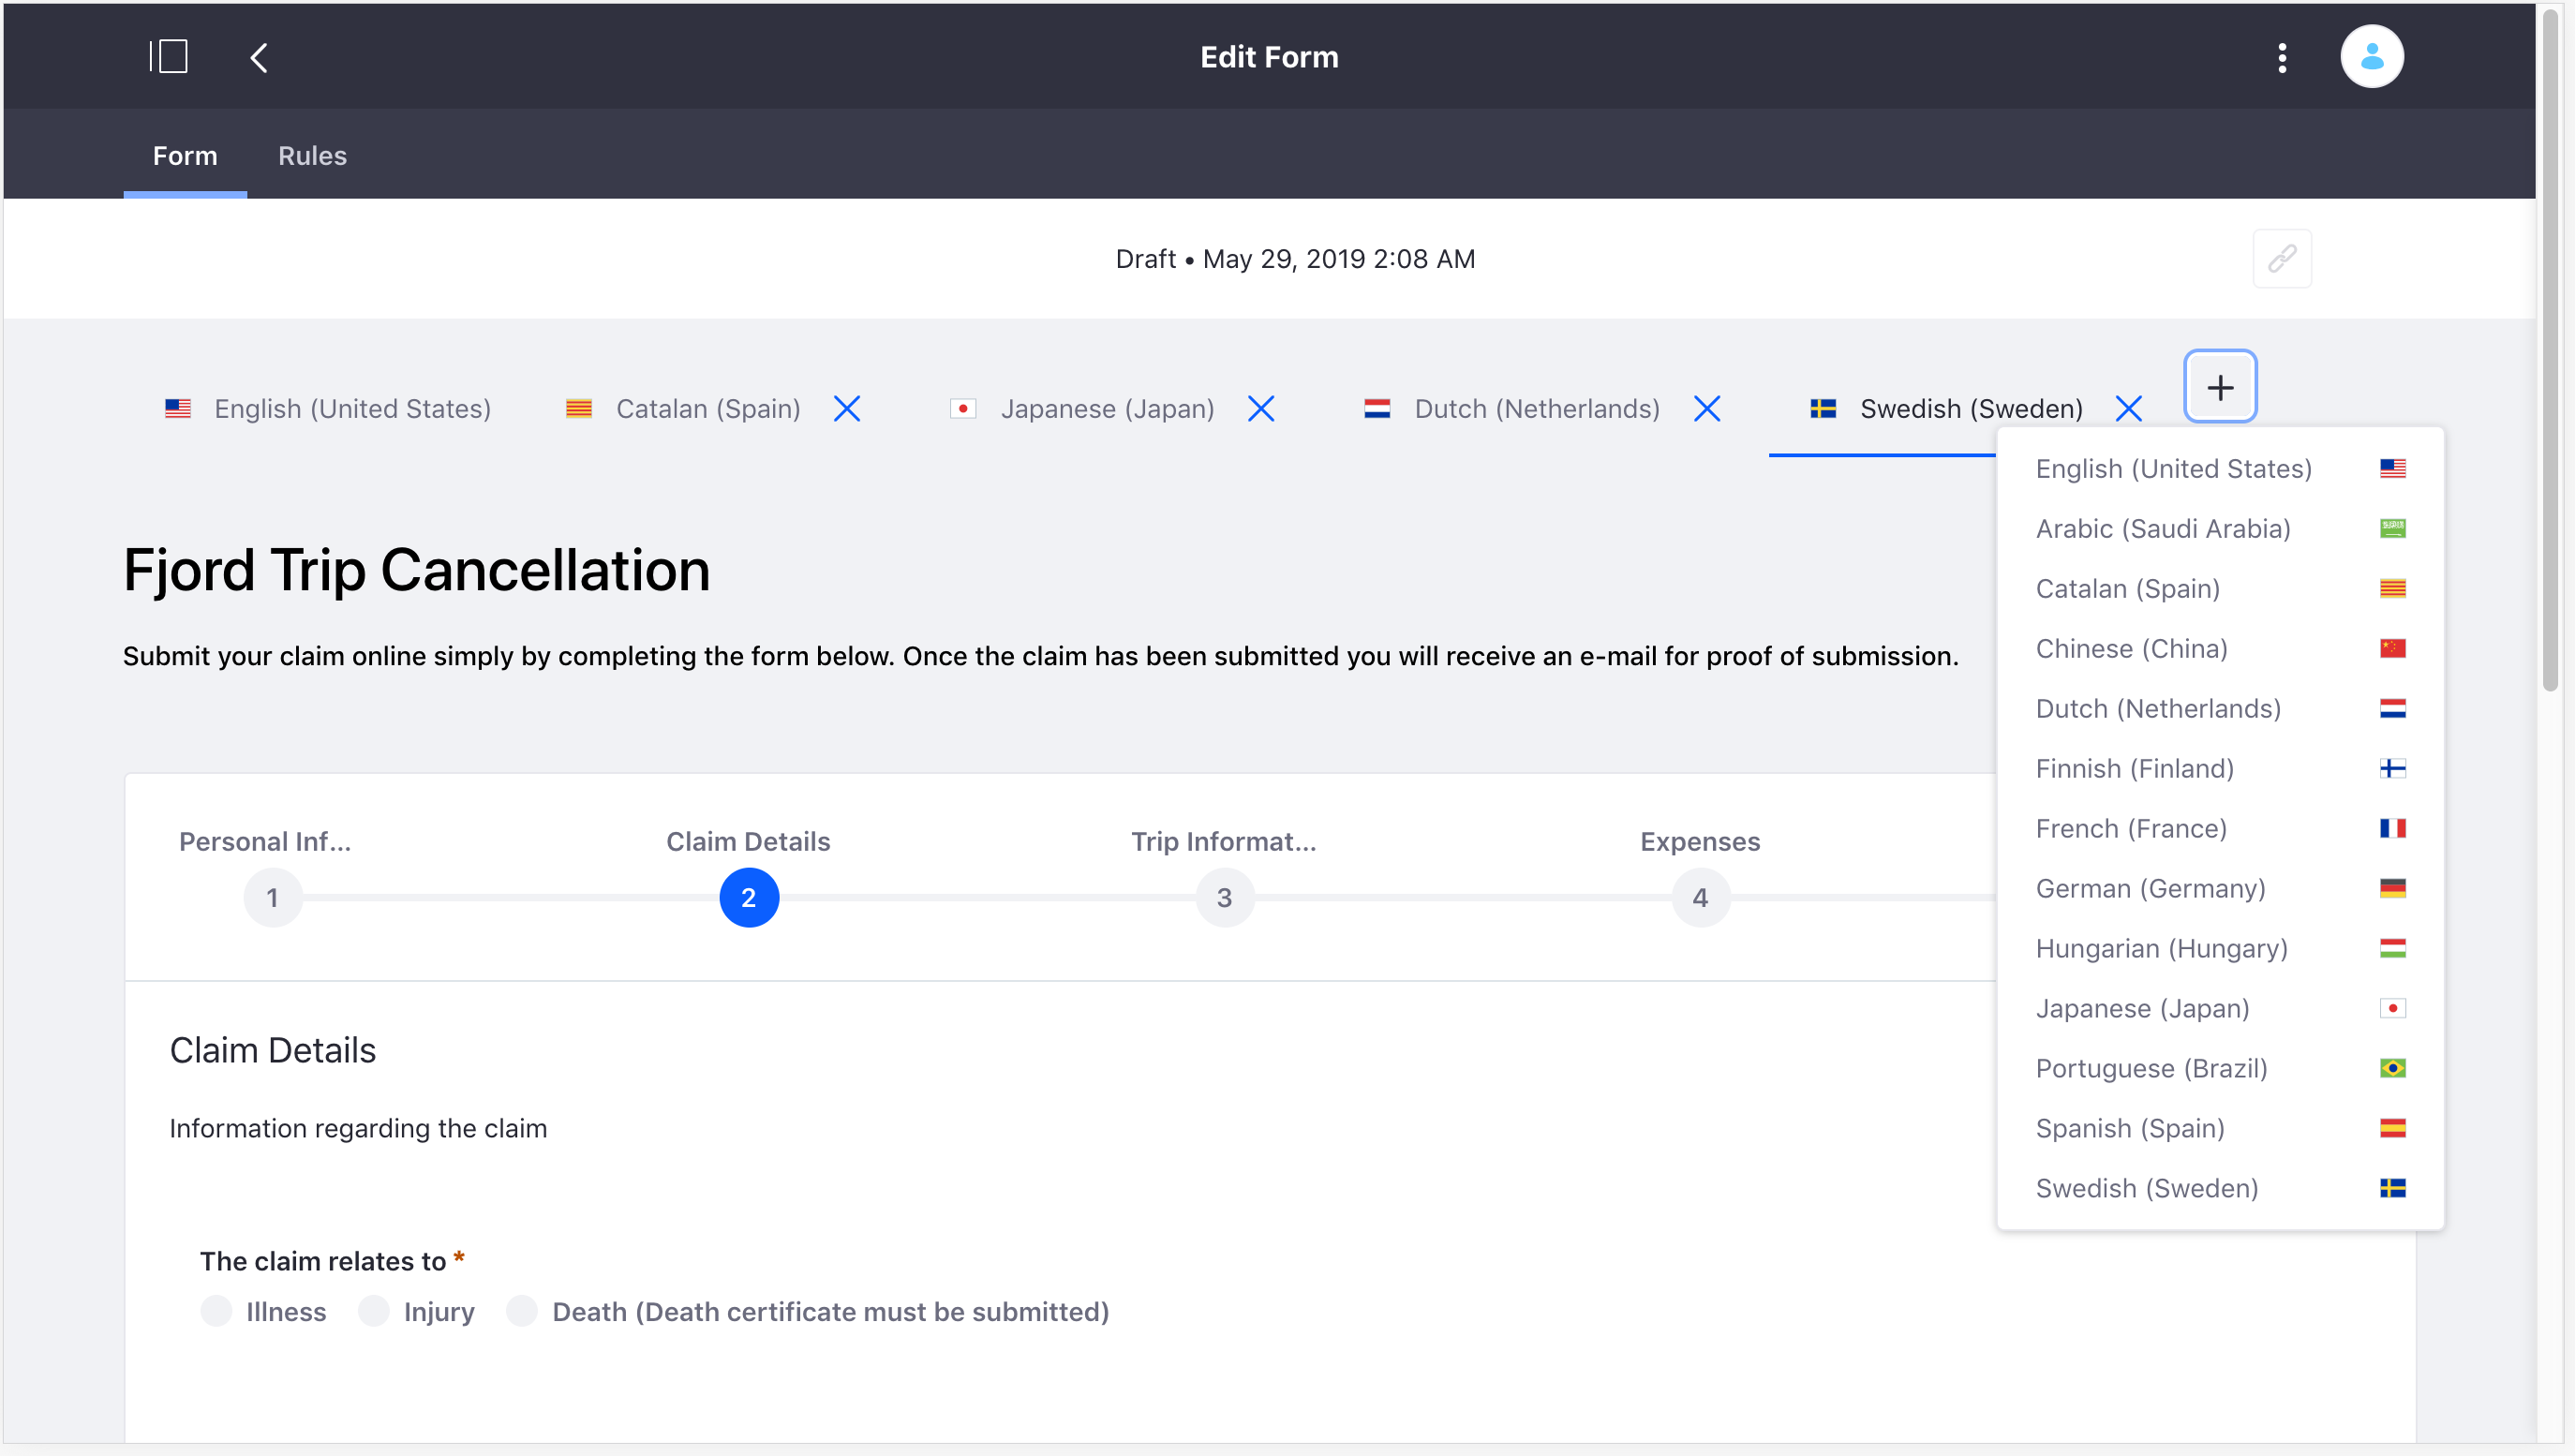 Edit Form
Form
Rules
Draft • May 29, 2019 2:08 AM
English (United States)
Catalan (Spain)
Japanese (Japan)
Dutch (Netherlands)
Swedish (Sweden)
English (United States)
Arabic (Saudi Arabia)
Catalan (Spain)
Chinese (China)
Dutch (Netherlands)
Finnish (Finland)
French (France)
German (Germany)
Hungarian (Hungary)
Japanese (Japan)
Portuguese (Brazil)
Spanish (Spain)
Swedish (Sweden)
Fjord Trip Cancellation
Submit your claim online simply by completing the form below. Once the claim has been submitted you will receive an e-mail for proof of submission.
Personal Inf...
Claim Details
Trip Informat...
Expenses
1
2
3
4
Claim Details
Information regarding the claim
The claim relates to *
Illness
Injury
Death (Death certificate must be submitted)